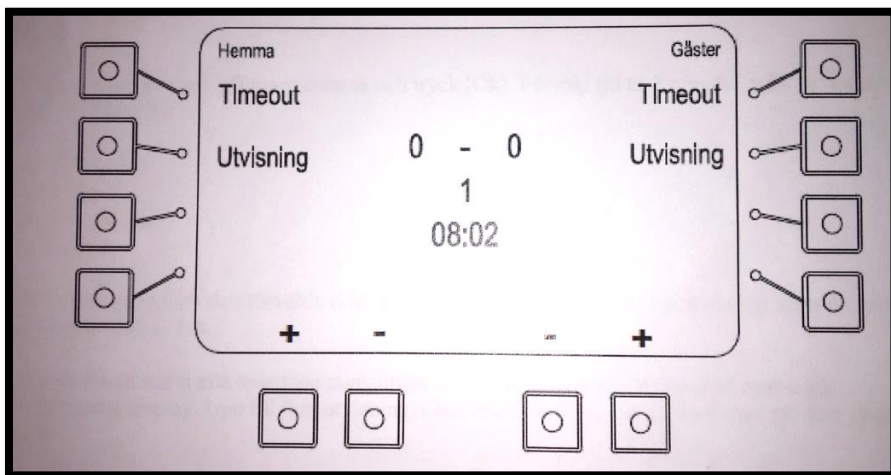 Hemma Gäster
TImeout TImeout
Utvisning 0 - 0 Utvisning
1
08:02
+ - - +